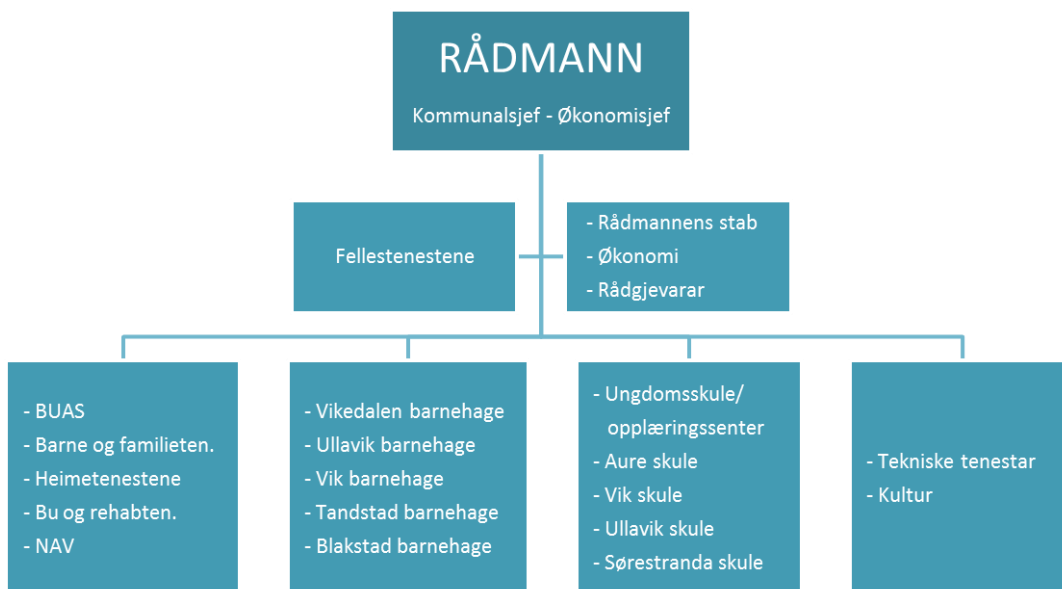 RÅDMANN
Kommunalsjef - Økonomisjef
Fellestenestene
- Rådmannens stab
- Økonomi
- Rådgjevarar
- BUAS
- Barne og familieten.
- Heimetenestene
- Bu og rehabten.
- NAV
- Vikedalen barnehage
- Ullavik barnehage
- Vik barnehage
- Tandstad barnehage
- Blakstad barnehage
- Ungdomsskule/
opplæringssenter
- Aure skule
- Vik skule
- Ullavik skule
- Sørestranda skule
- Tekniske tenestar
- Kultur